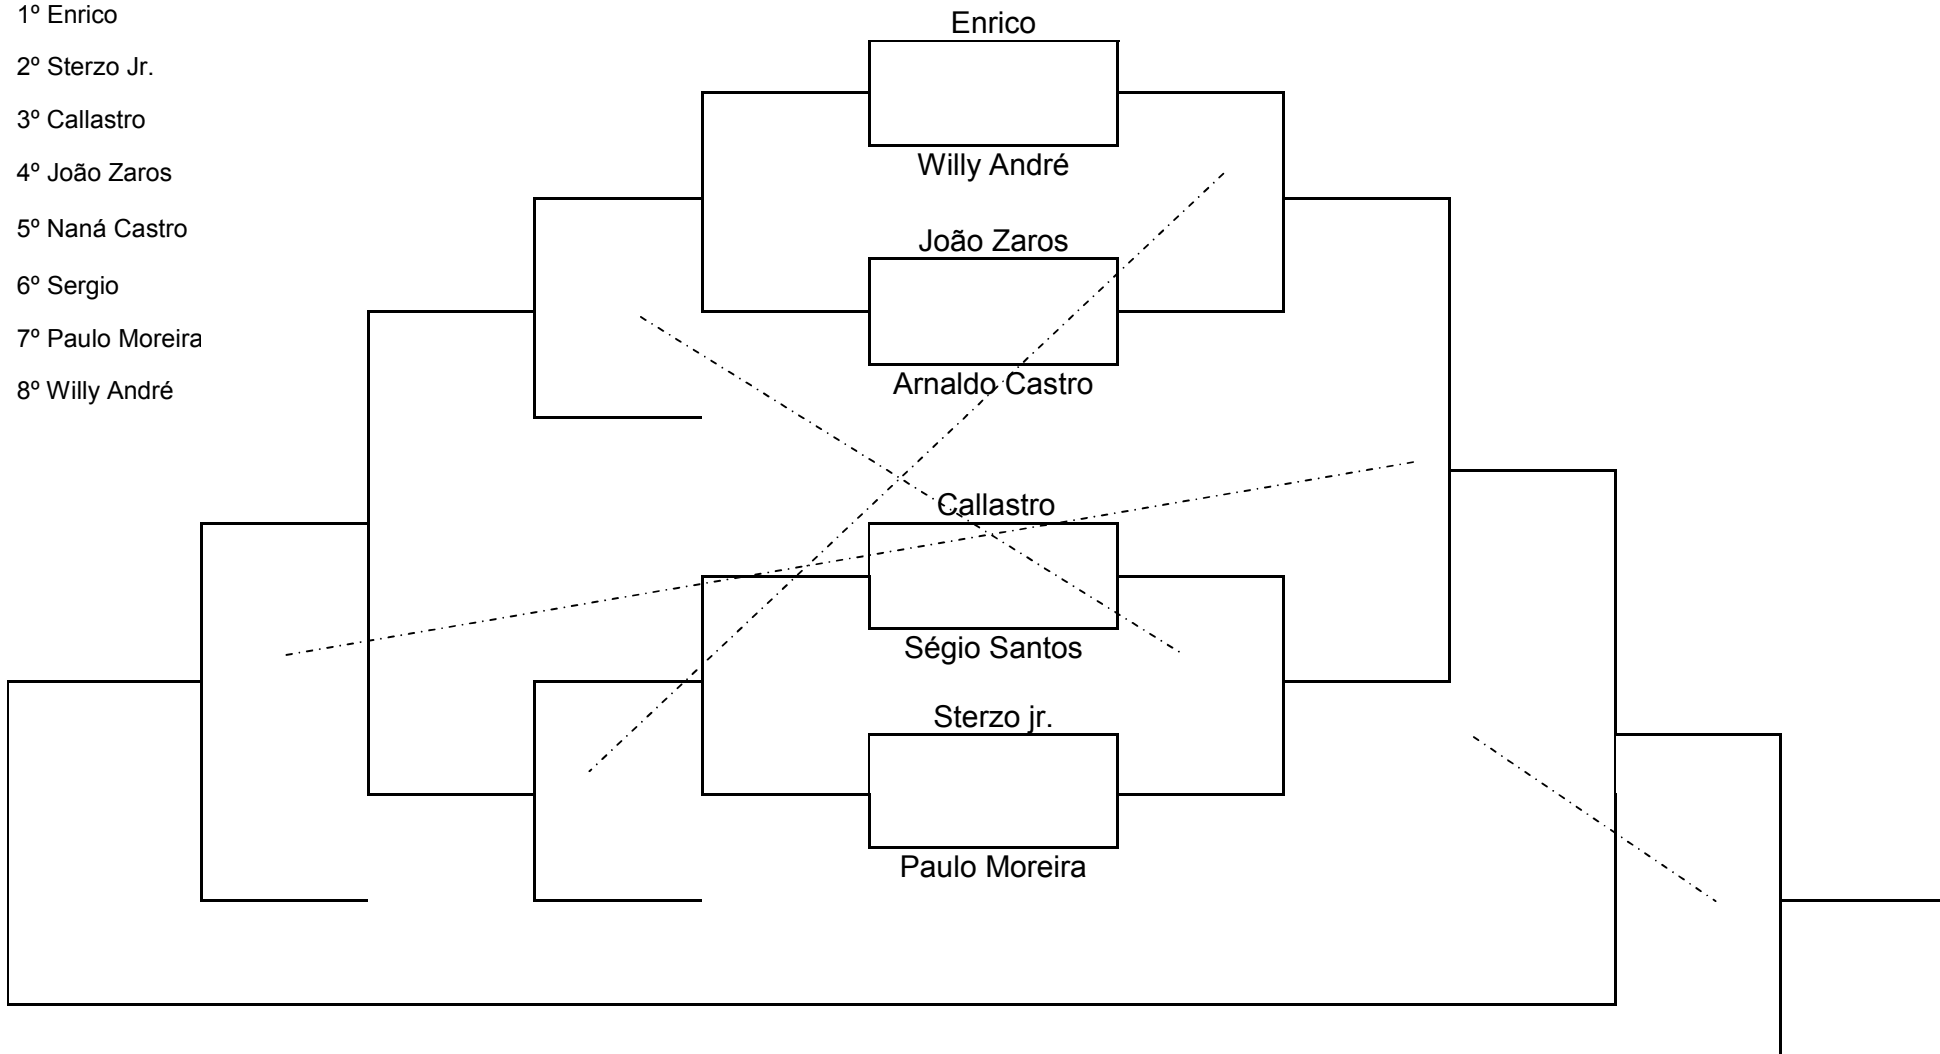 1º Enrico
2º Sterzo Jr.
3º Callastro
4º João Zaros
5º Naná Castro
6º Sergio
7º Paulo Moreira
8º Willy André
Enrico
Willy André
João Zaros
Arnaldo Castro
Callastro
Ségio Santos
Sterzo jr.
Paulo Moreira